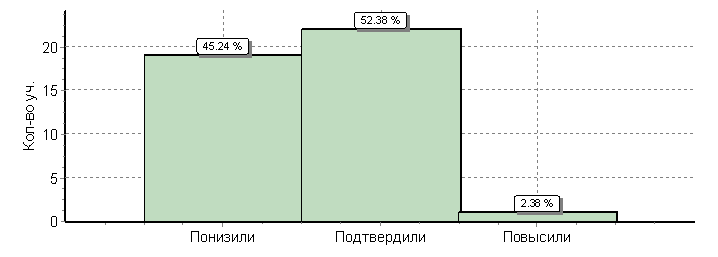 Кол-во уч.
20
15
10
5
0
45.24 %
52.38 %
2.38 %
Понизили
Подтвердили
Повысили